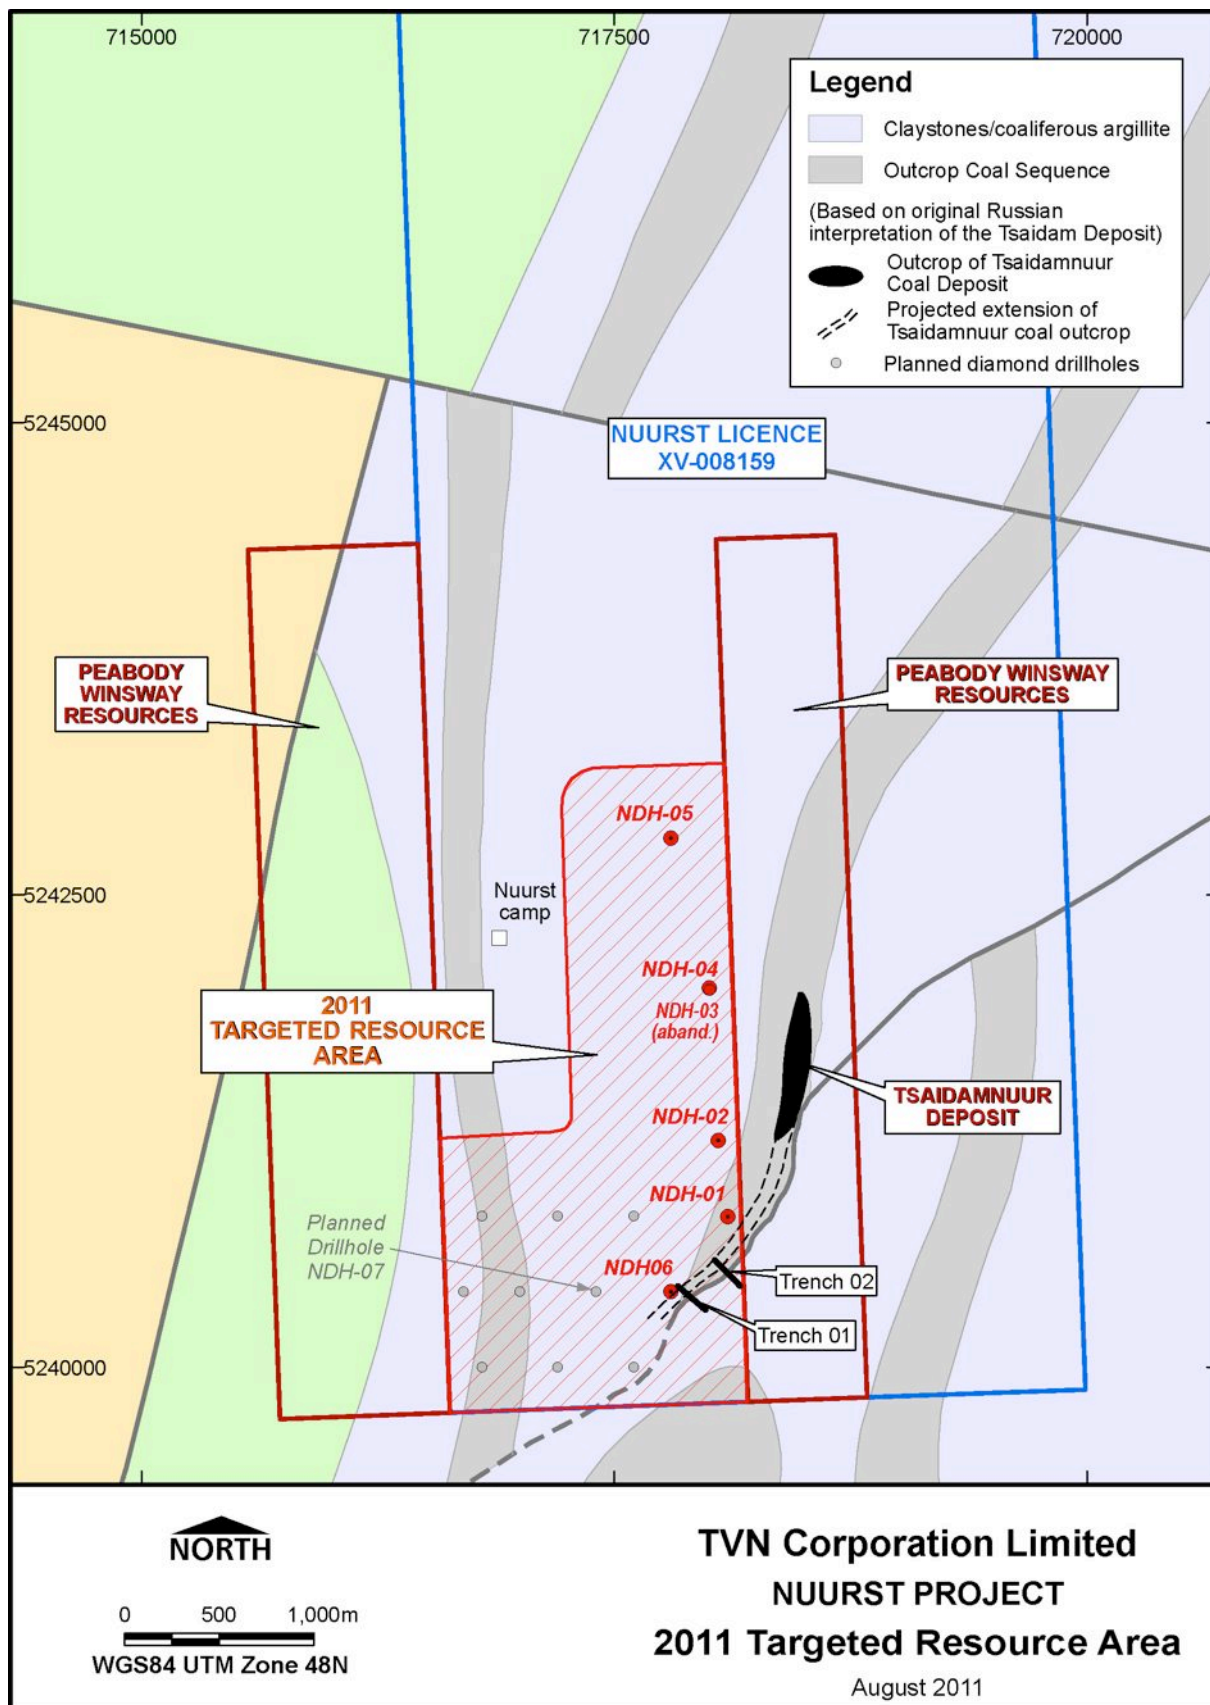 715000
717500
720000
Legend
Claystones/coaliferous argillite
Outcrop Coal Sequence
(Based on original Russian
interpretation of the Tsaidam Deposit)
Outcrop of Tsaidamnuur
Coal Deposit
Projected extension of
Tsaidamnuur coal outcrop
Planned diamond drillholes
5245000
NUURST LICENCE
XV-008159
PEABODY
WINSWAY
RESOURCES
PEABODY WINSWAY
RESOURCES
NDH-05
5242500
Nuurst
camp
NDH-04
NDH-03
(aband.)
2011
TARGETED RESOURCE
AREA
TSAIDAMNUUR
DEPOSIT
NDH-02
NDH-01
Planned
Drillhole
NDH-07
NDH06
Trench 02
Trench 01
5240000
NORTH
0 500 1,000m
WGS84 UTM Zone 48N
TVN Corporation Limited
NUURST PROJECT
2011 Targeted Resource Area
August 2011